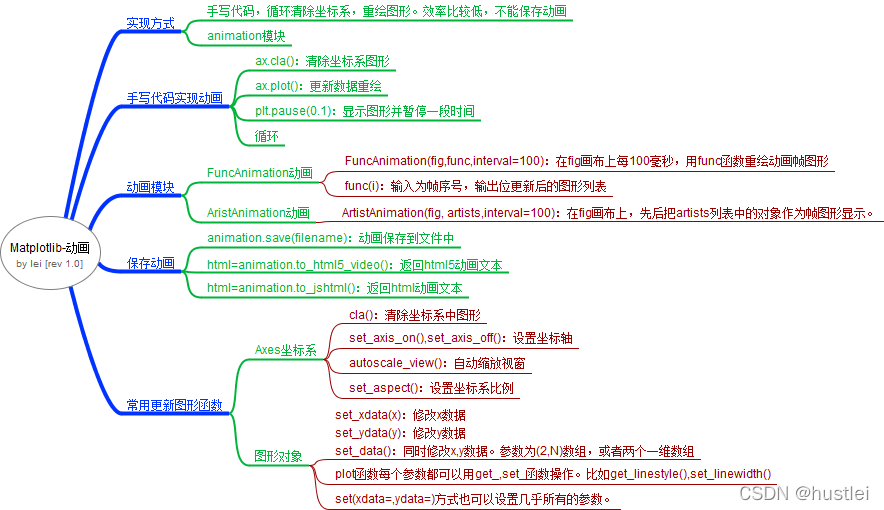 Matplotlib-动画
by lei [rev 1.0]
实现方式
手写代码，循环清除坐标系，重绘图形。效率比较低，不能保存动画
animation模块
手写代码实现动画
ax.cla()：清除坐标系图形
ax.plot()：更新数据重绘
plt.pause(0.1)：显示图形并暂停一段时间
循环
动画模块
FuncAnimation动画
FuncAnimation(fig,func,interval=100)：在fig画布上每100毫秒，用func函数重绘动画帧图形
func(i)：输入为帧序号，输出位更新后的图形列表
AristAnimation动画
ArtistAnimation(fig, artists,interval=100)：在fig画布上，先后把artists列表中的对象作为帧图形显示。
保存动画
animation.save(filename)：动画保存到文件中
html=animation.to_html5_video()：返回html5动画文本
html=animation.to_jshtml()：返回html动画文本
常用更新图形函数
Axes坐标系
cla()：清除坐标系中图形
set_axis_on(),set_axis_off()：设置坐标轴
autoscale_view()：自动缩放视窗
set_aspect()：设置坐标系比例
图形对象
set_xdata(x)：修改x数据
set_ydata(y)：修改y数据
set_data()：同时修改x,y数据。参数为(2,N)数组，或者两个一维数组
plot函数每个参数都可以用get_,set_函数操作。比如get_linestyle(),set_linewidth()
set(xdata=,ydata=)方式也可以设置几乎所有的参数。
CSDN @hustlei